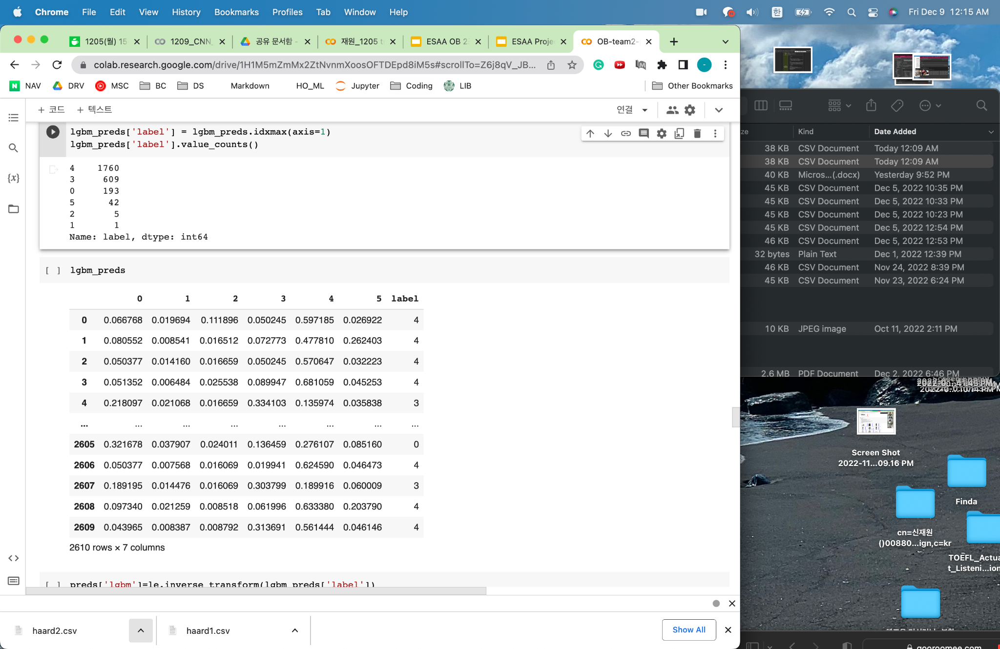 Chrome File Edit View History Bookmarks Profiles Tab Window Help
한
Fri Dec 9 12:15 AM
1205(월) 15
1209_CNN_
공유 문서함 -
재원_1205 t
ESAA OB 2
ESAA Proje
OB-team2-
colab.research.google.com/drive/1H1M5mZmMx2ZtNvnmXoosOFTDEpd8iM5s#scrollTo=Z6j8qV_JB...
N NAV DRV MSC BC DS Markdown HO_ML Jupyter Coding LIB Other Bookmarks
+ 코드 + 텍스트
연결
{x}
lgbm_preds['label'] = lgbm_preds.idxmax(axis=1)
lgbm_preds['label'].value_counts()
4 1760
3 609
0 193
5 42
2 5
1 1
Name: label, dtype: int64
[ ] lgbm_preds
0 1 2 3 4 5 label
0 0.066768 0.019694 0.111896 0.050245 0.597185 0.026922 4
1 0.080552 0.008541 0.016512 0.072773 0.477810 0.262403 4
2 0.050377 0.014160 0.016659 0.050245 0.570647 0.032223 4
3 0.051352 0.006484 0.025538 0.089947 0.681059 0.045253 4
4 0.218097 0.021068 0.016659 0.334103 0.135974 0.035838 3
... ... ... ... ... ... ... ...
2605 0.321678 0.037907 0.024011 0.136459 0.276107 0.085160 0
2606 0.050377 0.007568 0.016069 0.019941 0.624590 0.046473 4
2607 0.189195 0.014476 0.016069 0.303799 0.189916 0.060009 3
2608 0.097340 0.021259 0.008518 0.061996 0.633380 0.203790 4
2609 0.043965 0.008387 0.008792 0.313691 0.561444 0.046146 4
2610 rows × 7 columns
[ ] preds['lgbm']=le.inverse_transform(lgbm_preds['label'])
haard2.csv
haard1.csv
Show All
ze Kind Date Added
38 KB CSV Document Today 12:09 AM
38 KB CSV Document Today 12:09 AM
40 KB Micros...(.docx) Yesterday 9:52 PM
45 KB CSV Document Dec 5, 2022 10:35 PM
45 KB CSV Document Dec 5, 2022 10:33 PM
45 KB CSV Document Dec 5, 2022 10:23 PM
45 KB CSV Document Dec 5, 2022 12:54 PM
46 KB CSV Document Dec 5, 2022 12:53 PM
32 bytes Plain Text Dec 1, 2022 12:39 PM
46 KB CSV Document Nov 24, 2022 8:39 PM
45 KB CSV Document Nov 23, 2022 6:24 PM
10 KB JPEG image Oct 11, 2022 2:11 PM
2.6 MB PDF Document Dec 2, 2022 6:46 PM
Screen Shot
2022-11...09.16 PM
Finda
cn=신재원
()00880...ign,c=kr
TOEFL_Actua
t_Listeni...ion
gooroomee.com